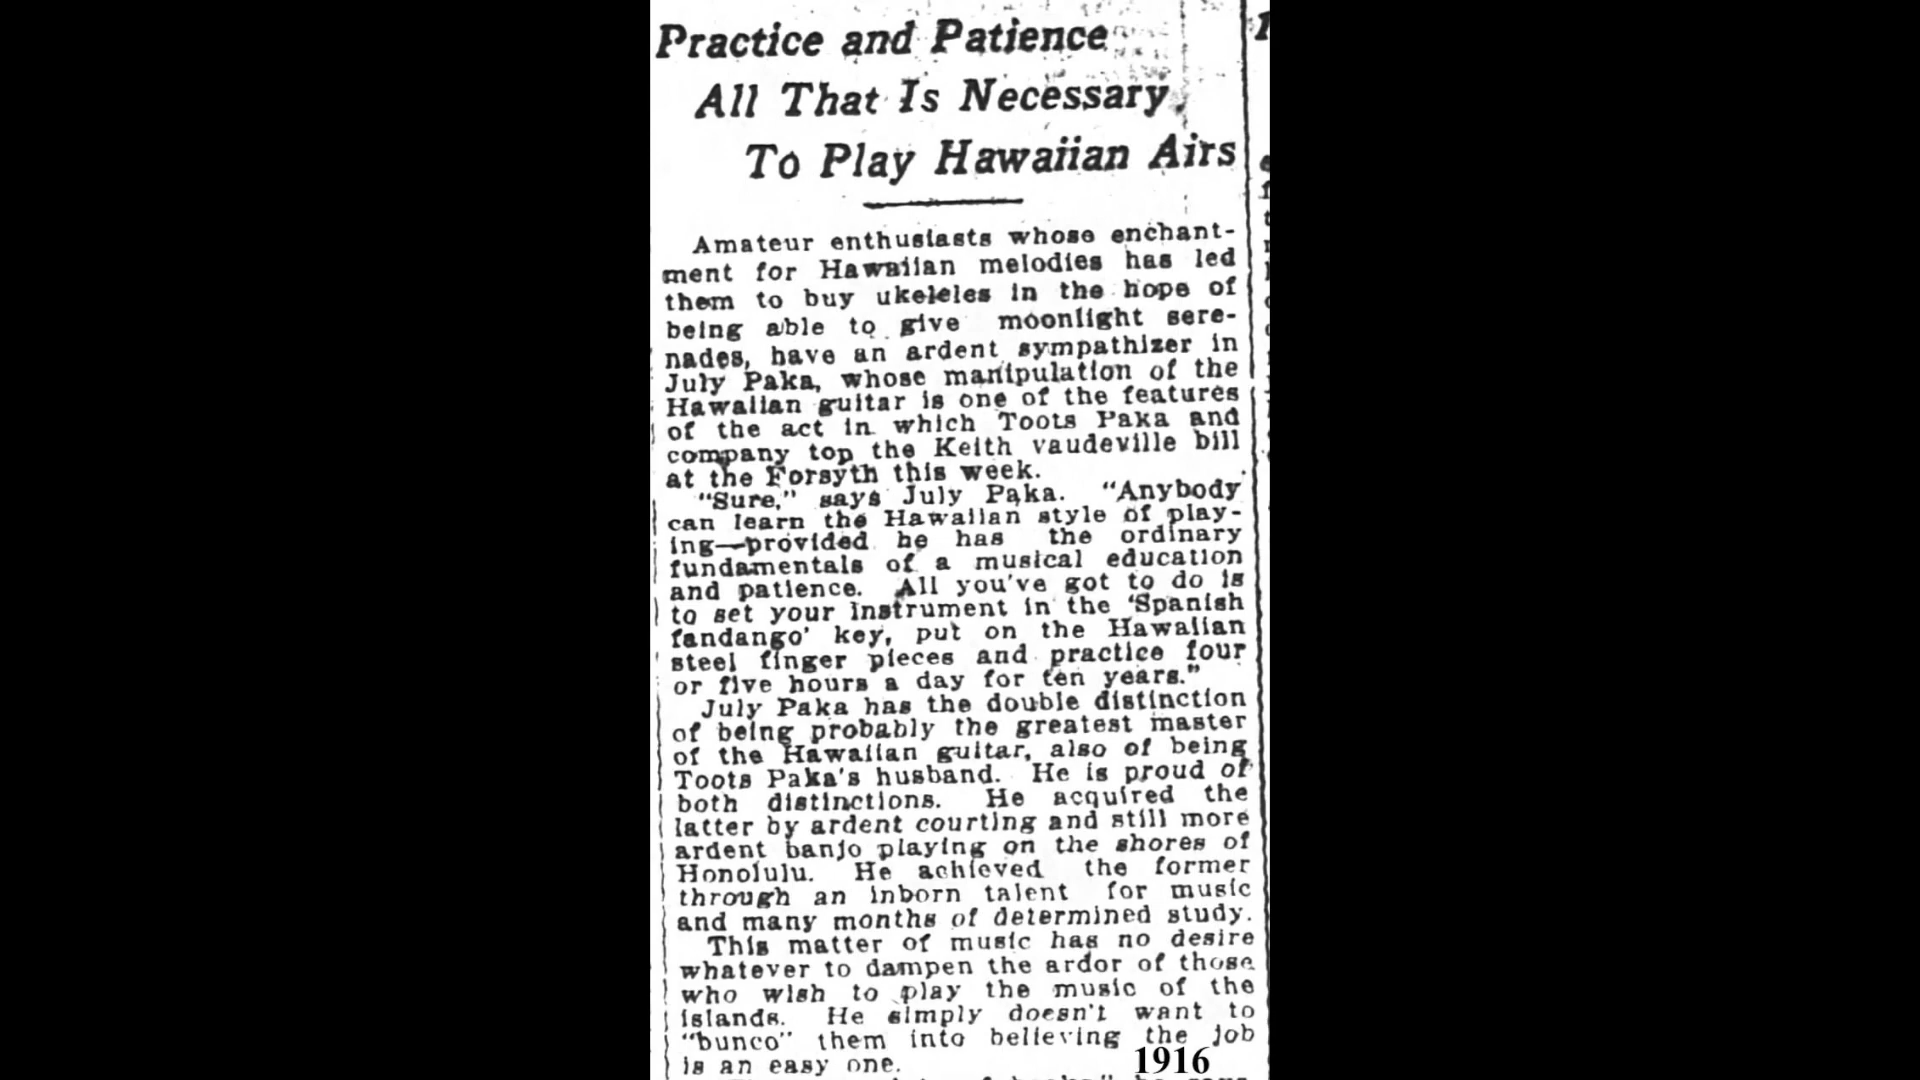 Practice and Patience
All That Is Necessary
To Play Hawaiian Airs
Amateur enthusiasts whose enchant-
ment for Hawaiian melodies has led
them to buy ukeleles in the hope of
being able to give moonlight sere-
nades, have an ardent sympathizer in
July Paka, whose manipulation of the
Hawaiian guitar is one of the features
of the act in which Toots Paka and
company top the Keith vaudeville bill
at the Forsyth this week.
"Sure," says July Paka. "Anybody
can learn the Hawaiian style of play-
ing—provided he has the ordinary
fundamentals of a musical education
and patience. All you've got to do is
to set your instrument in the 'Spanish
fandango' key, put on the Hawaiian
steel finger pieces and practice four
or five hours a day for ten years."
July Paka has the double distinction
of being probably the greatest master
of the Hawaiian guitar, also of being
Toots Paka's husband. He is proud of
both distinctions. He acquired the
latter by ardent courting and still more
ardent banjo playing on the shores of
Honolulu. He achieved the former
through an inborn talent for music
and many months of determined study.
This matter of music has no desire
whatever to dampen the ardor of those
who wish to play the music of the
islands. He simply doesn't want to
"bunco" them into believing the job
is an easy one.
1916